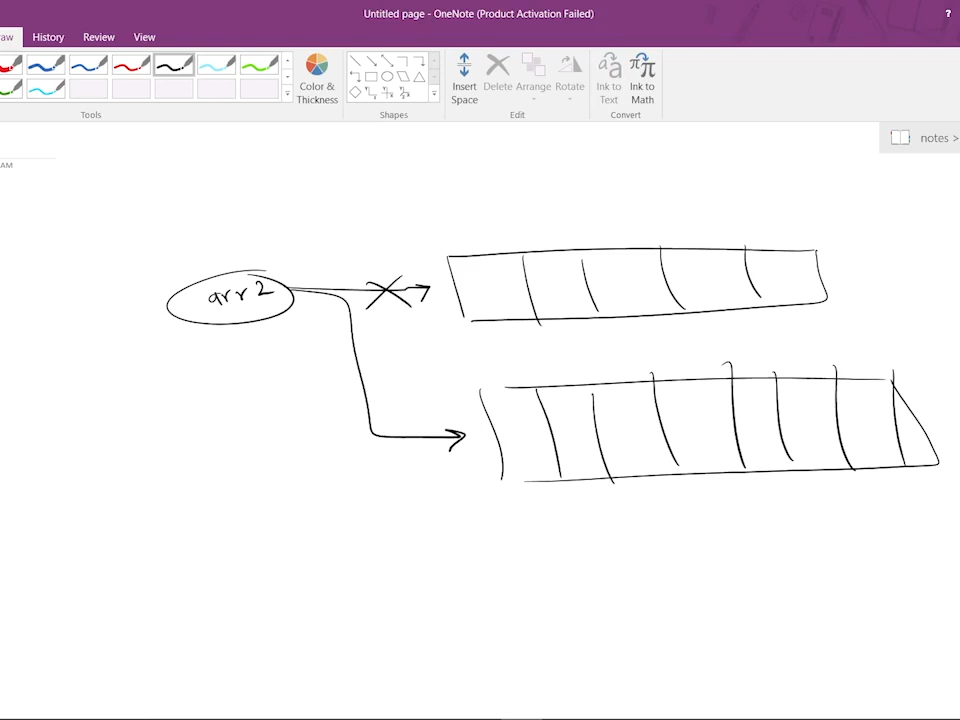 Untitled page - OneNote (Product Activation Failed)
?
aw History Review View
Color &
Thickness
Insert
Space
Delete
Arrange
Rotate
Ink to
Text
Ink to
Math
Tools
Shapes
Edit
Convert
notes >
AM
arr2